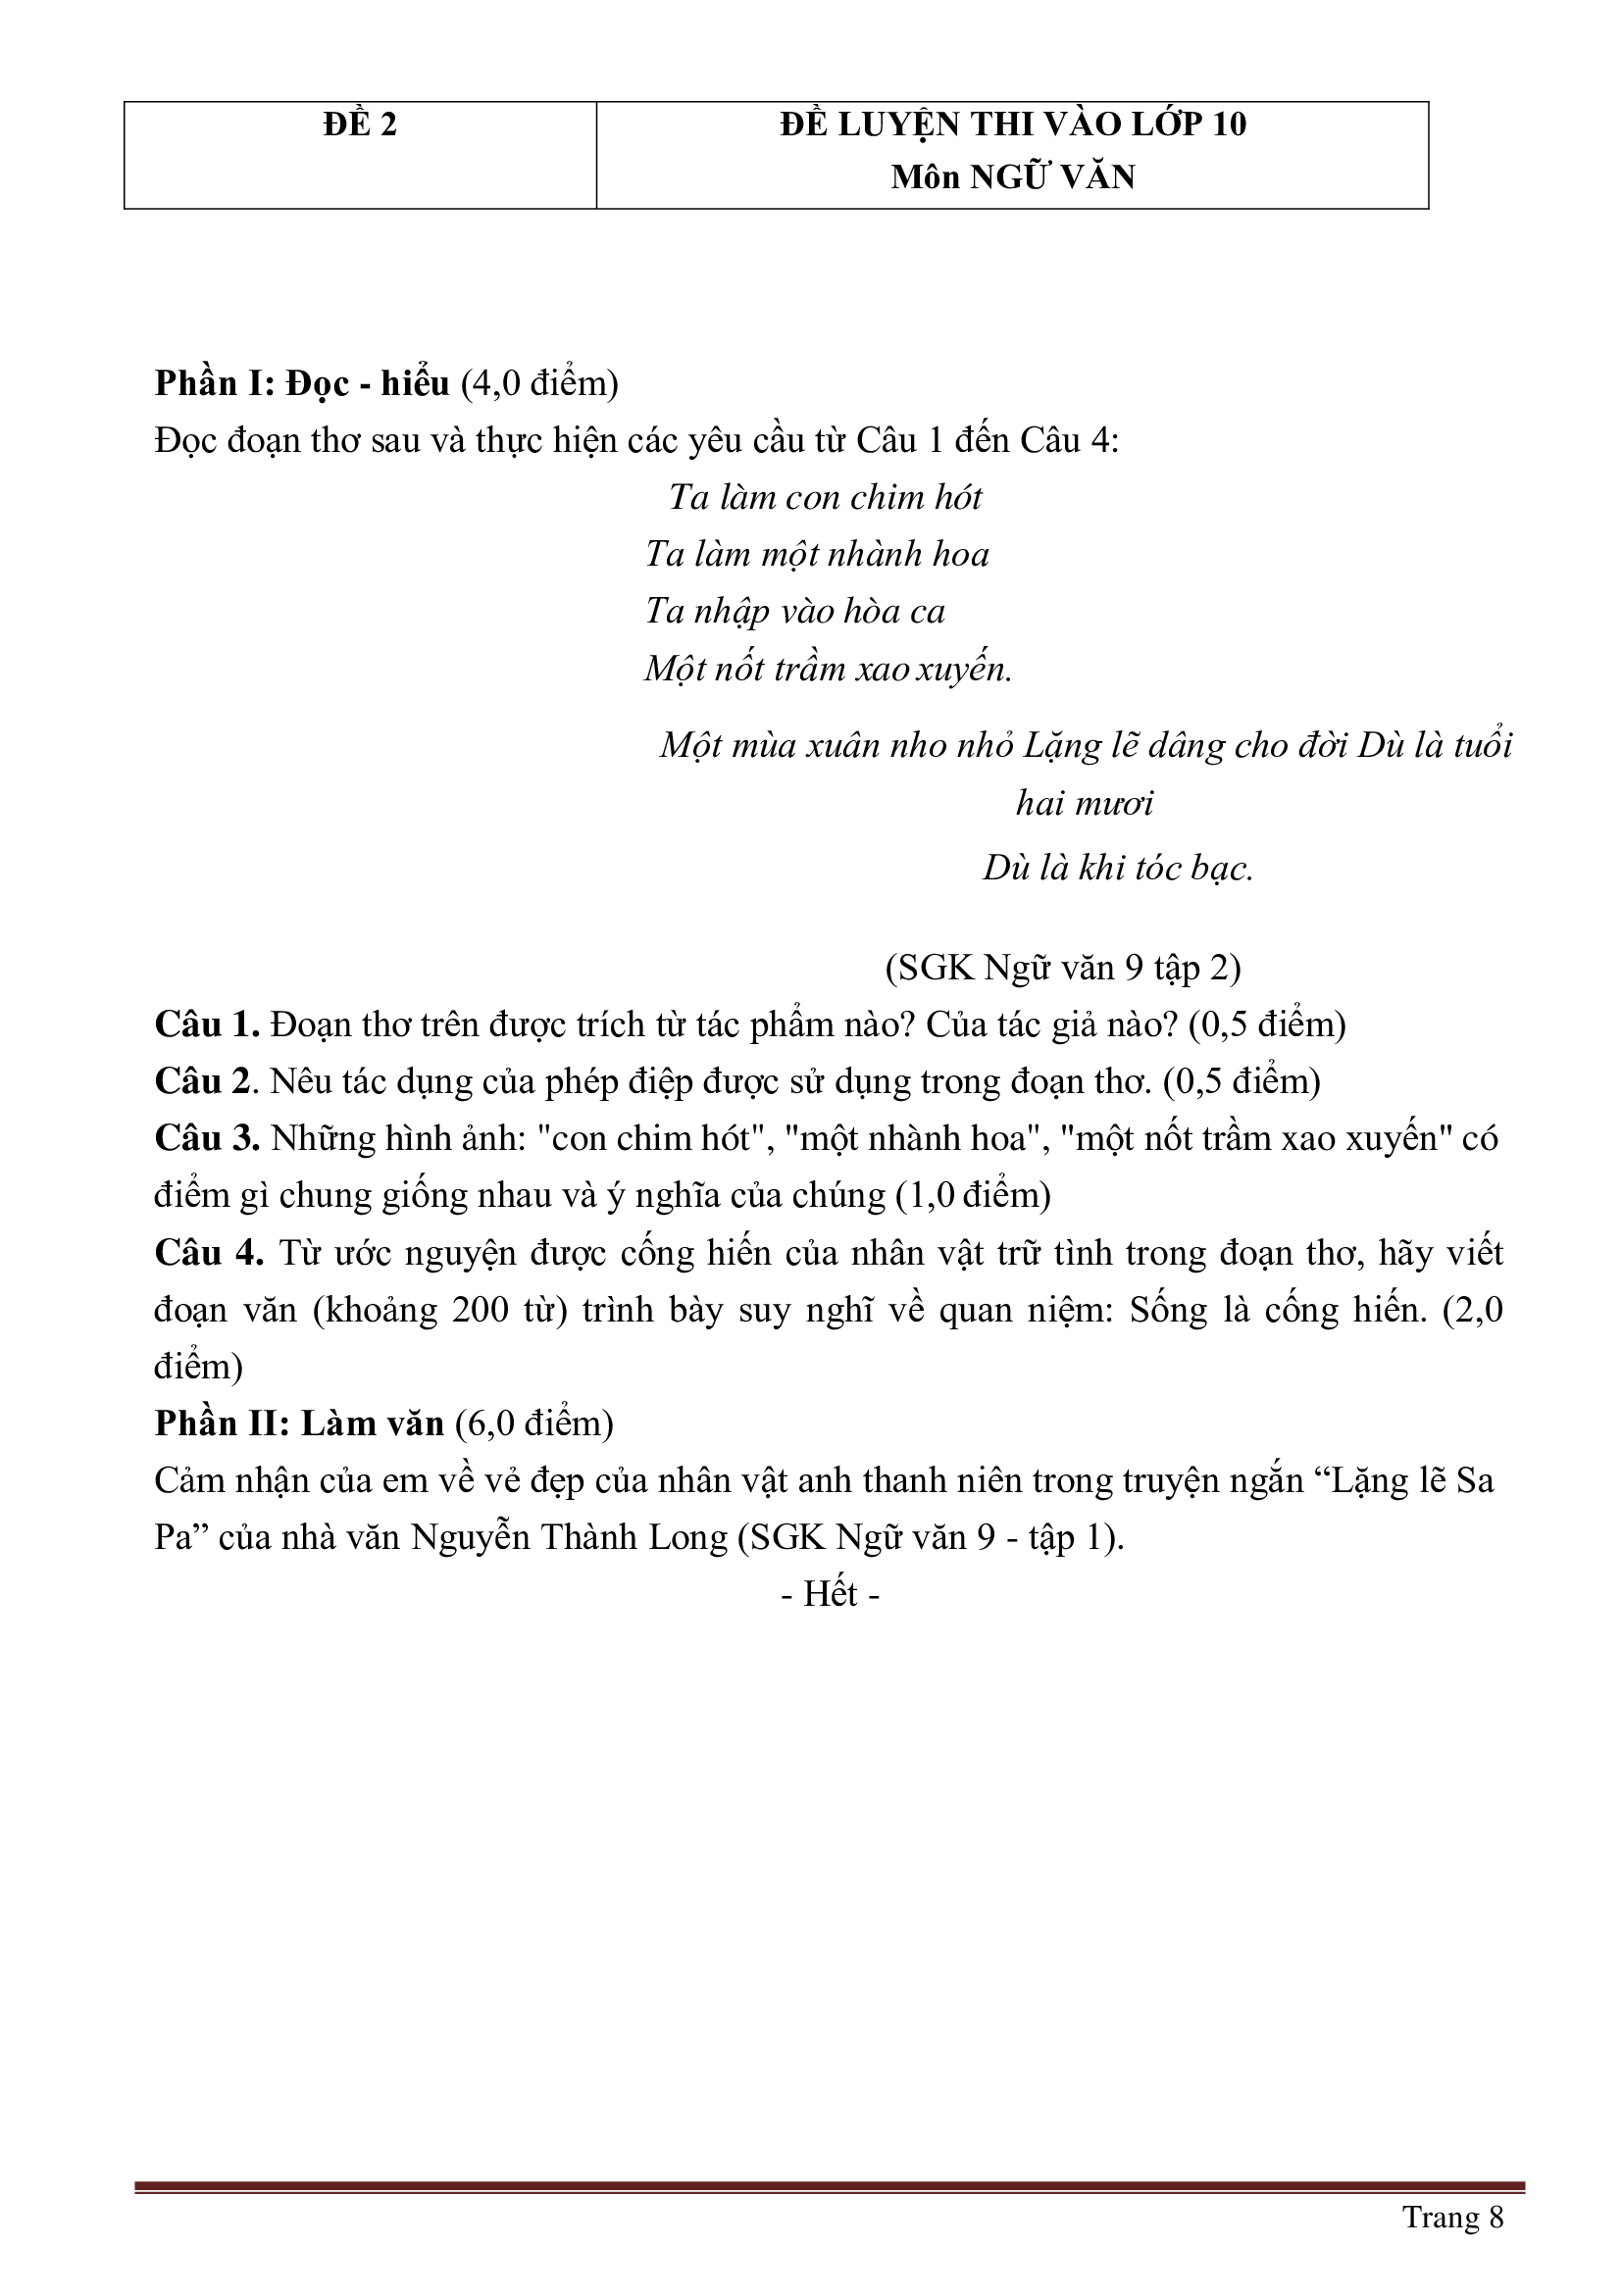 ĐỀ 2
ĐỀ LUYỆN THI VÀO LỚP 10
Môn NGỮ VĂN
Phần I: Đọc - hiểu (4,0 điểm)
Đọc đoạn thơ sau và thực hiện các yêu cầu từ Câu 1 đến Câu 4:
Ta làm con chim hót
Ta làm một nhành hoa
Ta nhập vào hòa ca
Một nốt trầm xao xuyến.
Một mùa xuân nho nhỏ Lặng lẽ dâng cho đời Dù là tuổi
hai mươi
Dù là khi tóc bạc.
(SGK Ngữ văn 9 tập 2)
Câu 1. Đoạn thơ trên được trích từ tác phẩm nào? Của tác giả nào? (0,5 điểm)
Câu 2. Nêu tác dụng của phép điệp được sử dụng trong đoạn thơ. (0,5 điểm)
Câu 3. Những hình ảnh: "con chim hót", "một nhành hoa", "một nốt trầm xao xuyến" có
điểm gì chung giống nhau và ý nghĩa của chúng (1,0 điểm)
Câu 4. Từ ước nguyện được cống hiến của nhân vật trữ tình trong đoạn thơ, hãy viết
đoạn văn (khoảng 200 từ) trình bày suy nghĩ về quan niệm: Sống là cống hiến. (2,0
điểm)
Phần II: Làm văn (6,0 điểm)
Cảm nhận của em về vẻ đẹp của nhân vật anh thanh niên trong truyện ngắn “Lặng lẽ Sa
Pa” của nhà văn Nguyễn Thành Long (SGK Ngữ văn 9 - tập 1).
- Hết -
Trang 8